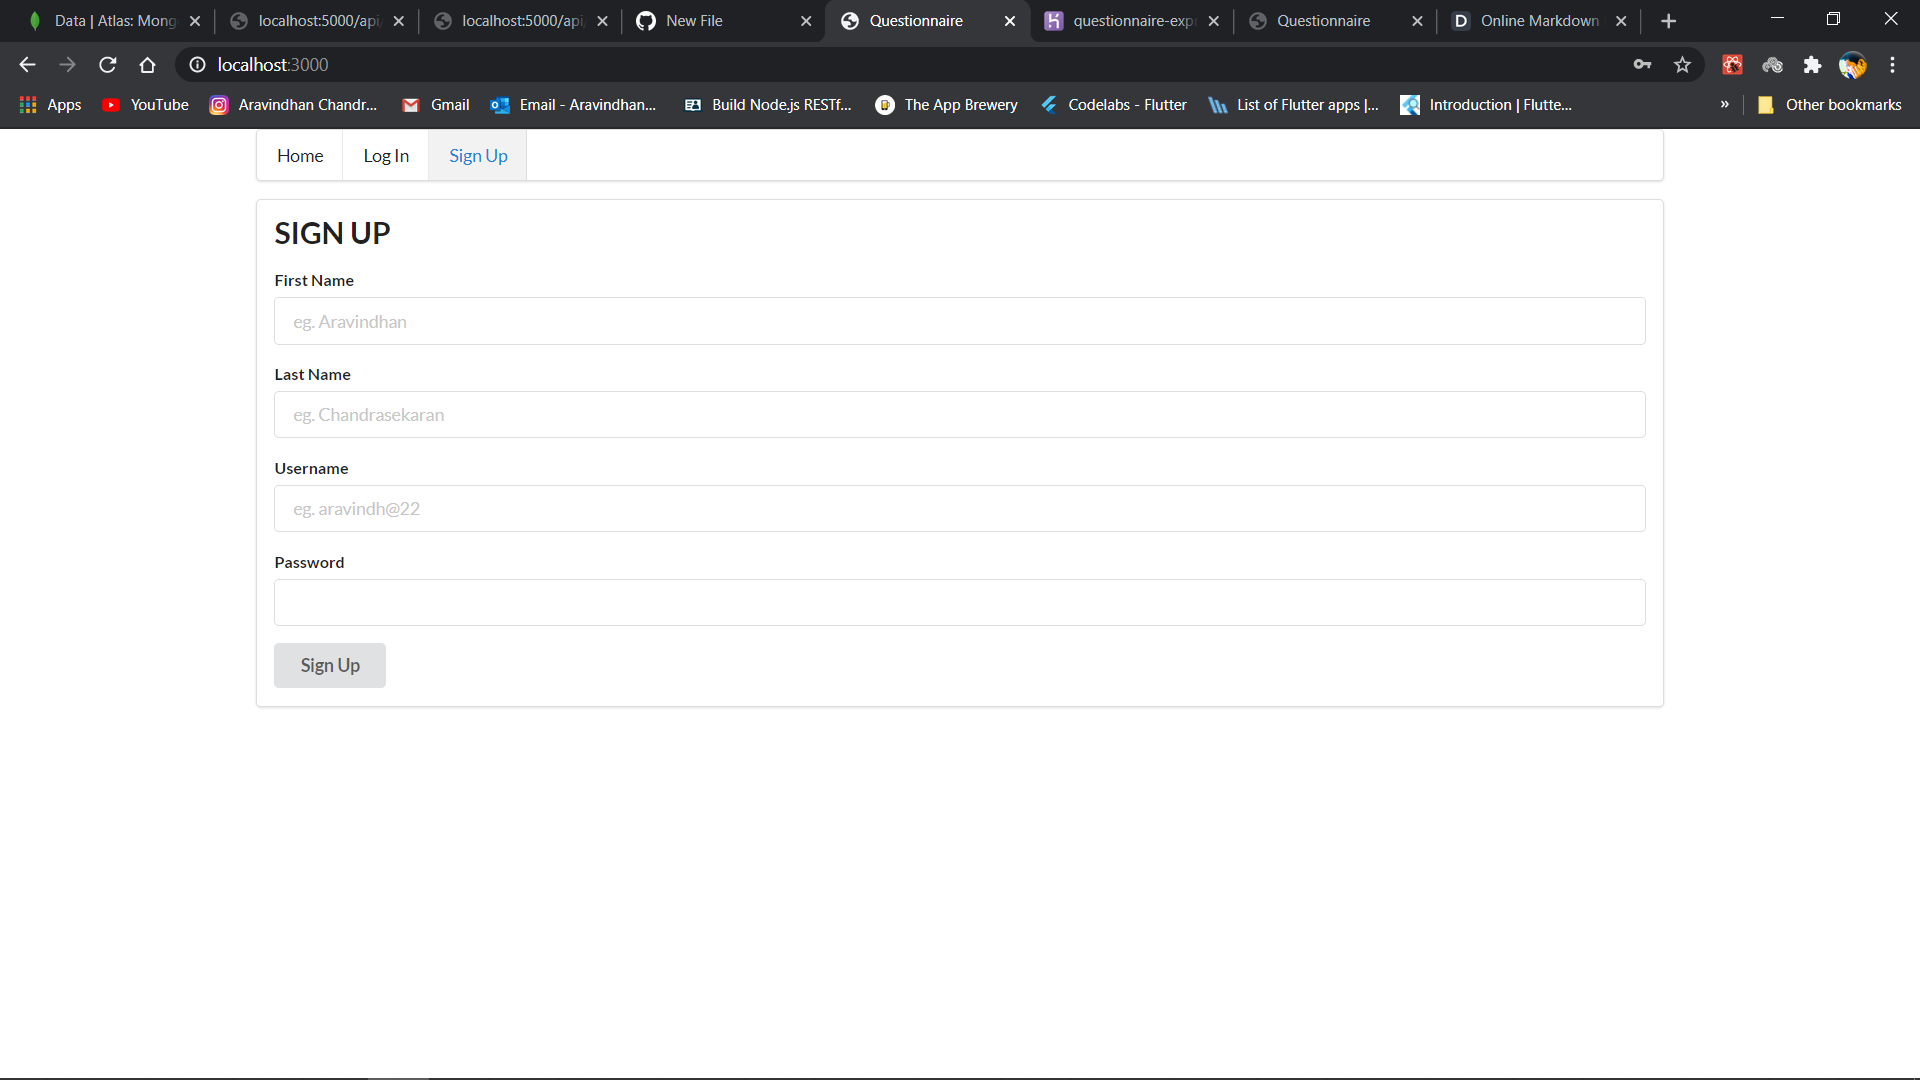 Data | Atlas: Mong
localhost:5000/api
localhost:5000/api
New File
Questionnaire
questionnaire-exp
Questionnaire
Online Markdown
localhost:3000
Apps
YouTube
Aravindhan Chandr...
Gmail
Email - Aravindhan...
Build Node.js RESTf...
The App Brewery
Codelabs - Flutter
List of Flutter apps |...
Introduction | Flutte...
»
Other bookmarks
Home
Log In
Sign Up
SIGN UP
First Name
eg. Aravindhan
Last Name
eg. Chandrasekaran
Username
eg. aravindh@22
Password
Sign Up